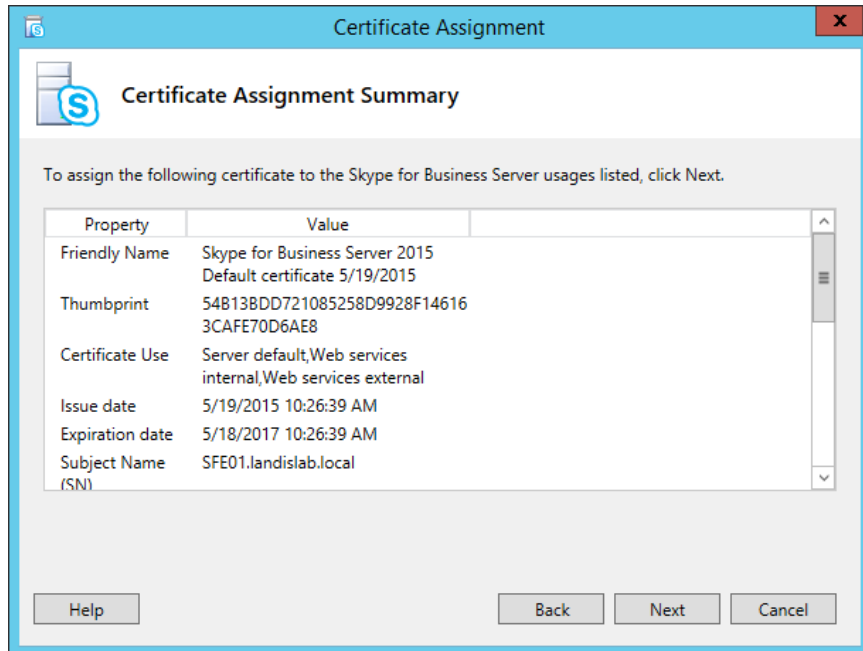 Certificate Assignment
x
Certificate Assignment Summary
To assign the following certificate to the Skype for Business Server usages listed, click Next.
Property Value
Friendly Name Skype for Business Server 2015
Default certificate 5/19/2015
Thumbprint 54B13BDD721085258D9928F14616
3CAFE70D6AE8
Certificate Use Server default,Web services
internal,Web services external
Issue date 5/19/2015 10:26:39 AM
Expiration date 5/18/2017 10:26:39 AM
Subject Name SFE01.landislab.local
(SN)
Help Back Next Cancel